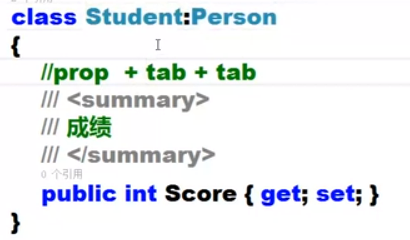 class Student:Person
{
//prop + tab + tab
/// <summary>
/// 成绩
/// </summary>
0 个引用
public int Score { get; set; }
}